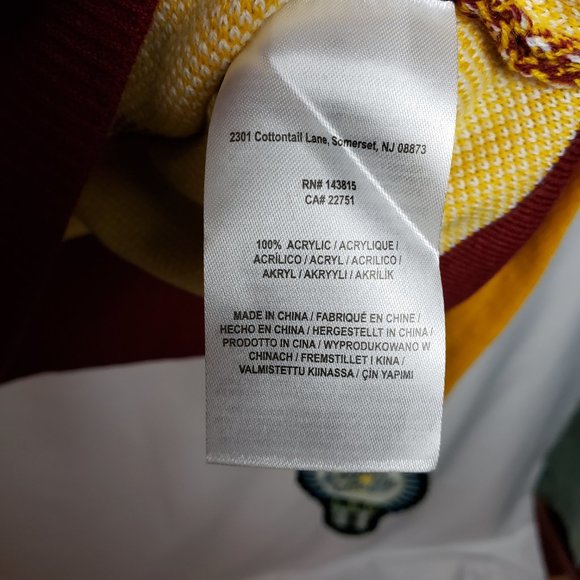 2301 Cottontail Lane, Somerset, NJ 08873
RN# 143815
CA# 22751
100% ACRYLIC / ACRYLIQUE /
ACRÍLICO / ACRYL / ACRILICO /
AKRYL / AKRYYLI / AKRİLİK
MADE IN CHINA / FABRIQUÉ EN CHINE /
HECHO EN CHINA / HERGESTELLT IN CHINA /
PRODOTTO IN CINA / WYPRODUKOWANO W
CHINACH / FREMSTILLET I KINA /
VALMISTETTU KIINASSA / ÇİN YAPIMI